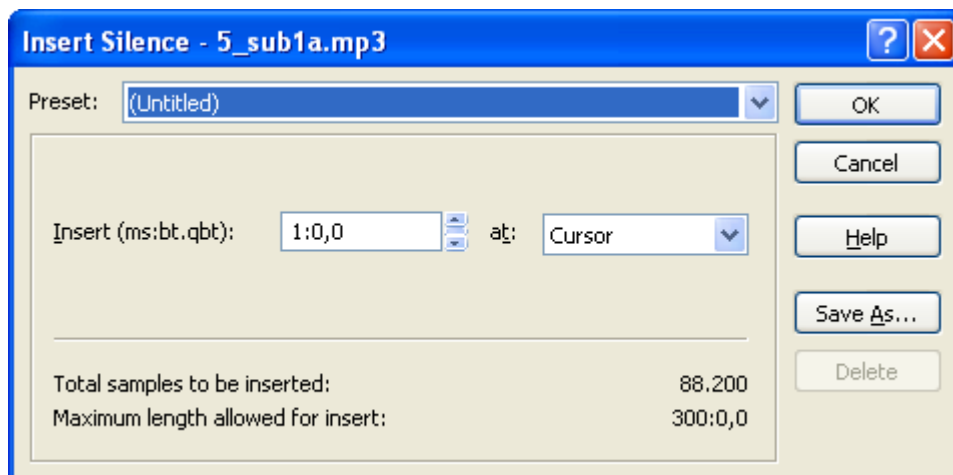 Insert Silence - 5_sub1a.mp3
Preset: (Untitled)
OK
Cancel
Insert (ms:bt.qbt): 1:0,0 at: Cursor
Help
Save As...
Delete
Total samples to be inserted: 88.200
Maximum length allowed for insert: 300:0,0